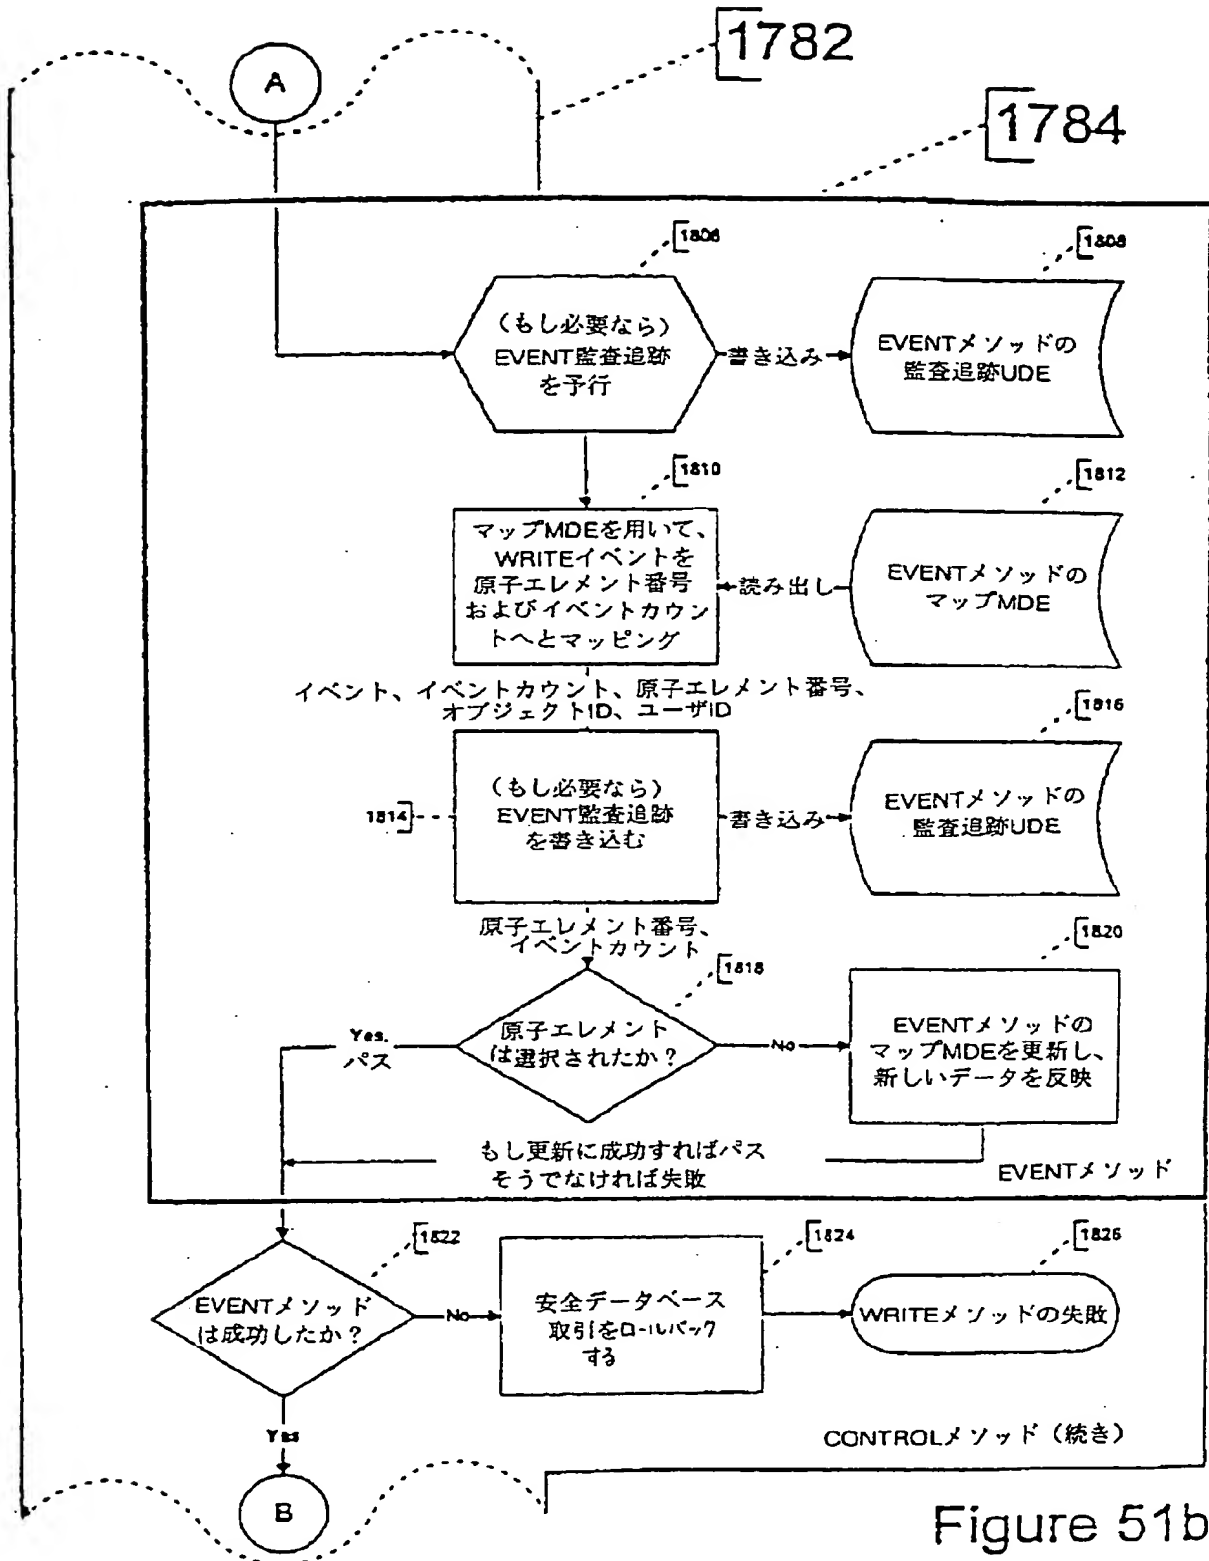 1782
A
1784
1806
1808
(もし必要なら)
EVENT監査追跡
を予行
書き込み
EVENTメソッドの
監査追跡UDE
1810
1812
マップMDEを用いて、
WRITEイベントを
原子エレメント番号
およびイベントカウン
トへとマッピング
読み出し
EVENTメソッドの
マップMDE
イベント、イベントカウント、原子エレメント番号、
オブジェクトID、ユーザID
1816
1814
(もし必要なら)
EVENT監査追跡
を書き込む
書き込み
EVENTメソッドの
監査追跡UDE
原子エレメント番号、
イベントカウント
1818
1820
Yes.
パス
原子エレメント
は選択されたか?
No
EVENTメソッドの
マップMDEを更新し、
新しいデータを反映
もし更新に成功すればパス
そうでなければ失敗
EVENTメソッド
1822
1824
1826
EVENTメソッド
は成功したか?
No
安全データベース
取引をロールバック
する
WRITEメソッドの失敗
Yes
CONTROLメソッド(続き)
B
Figure 51b